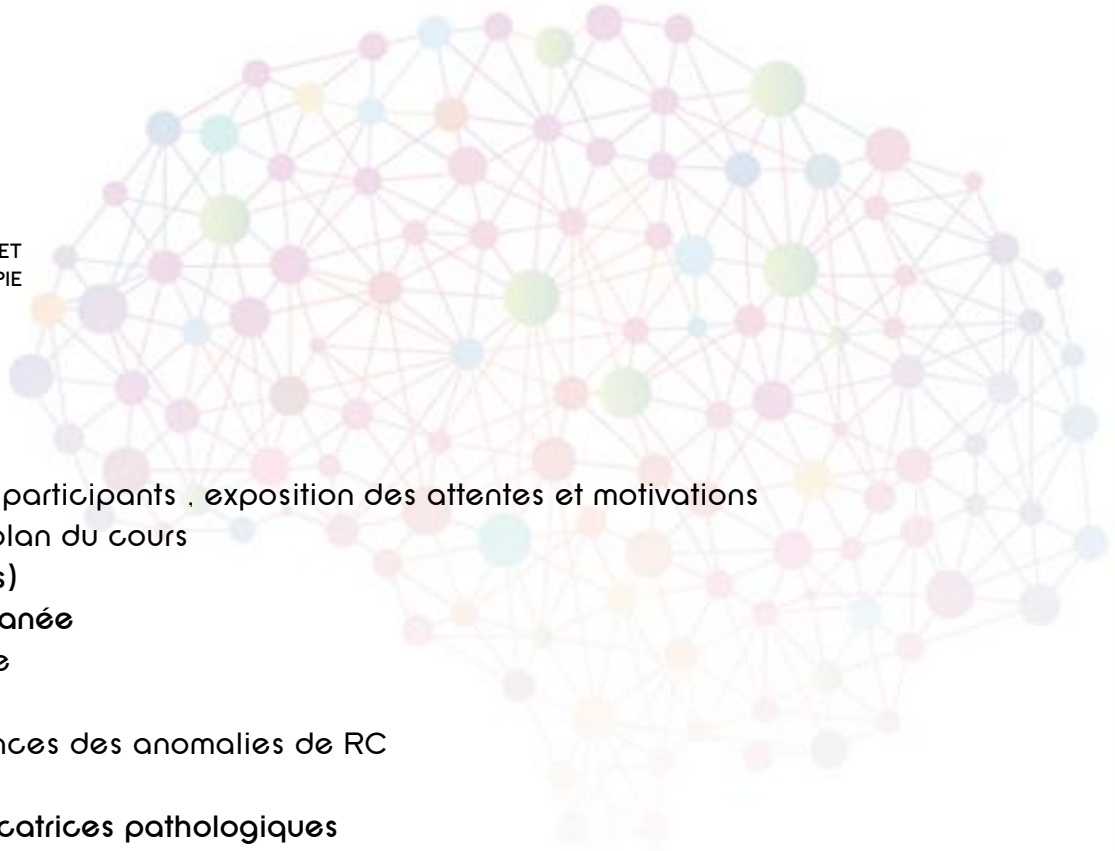 ET
PIE
participants , exposition des attentes et motivations
plan du cours
s)
anée
e
nces des anomalies de RC
catrices pathologiques